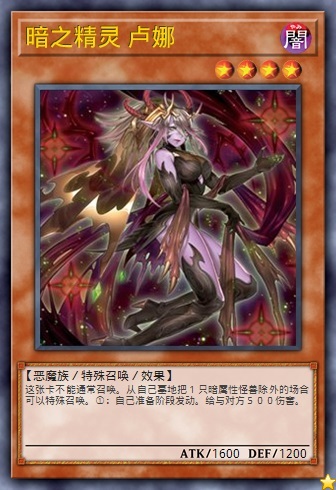 暗之精灵 卢娜
闇
【恶魔族／特殊召唤／效果】
这张卡不能通常召唤。从自己墓地把１只暗属性怪兽除外的场合
可以特殊召唤。①：自己准备阶段发动。给与对方５００伤害。
ATK/1600 DEF/1200